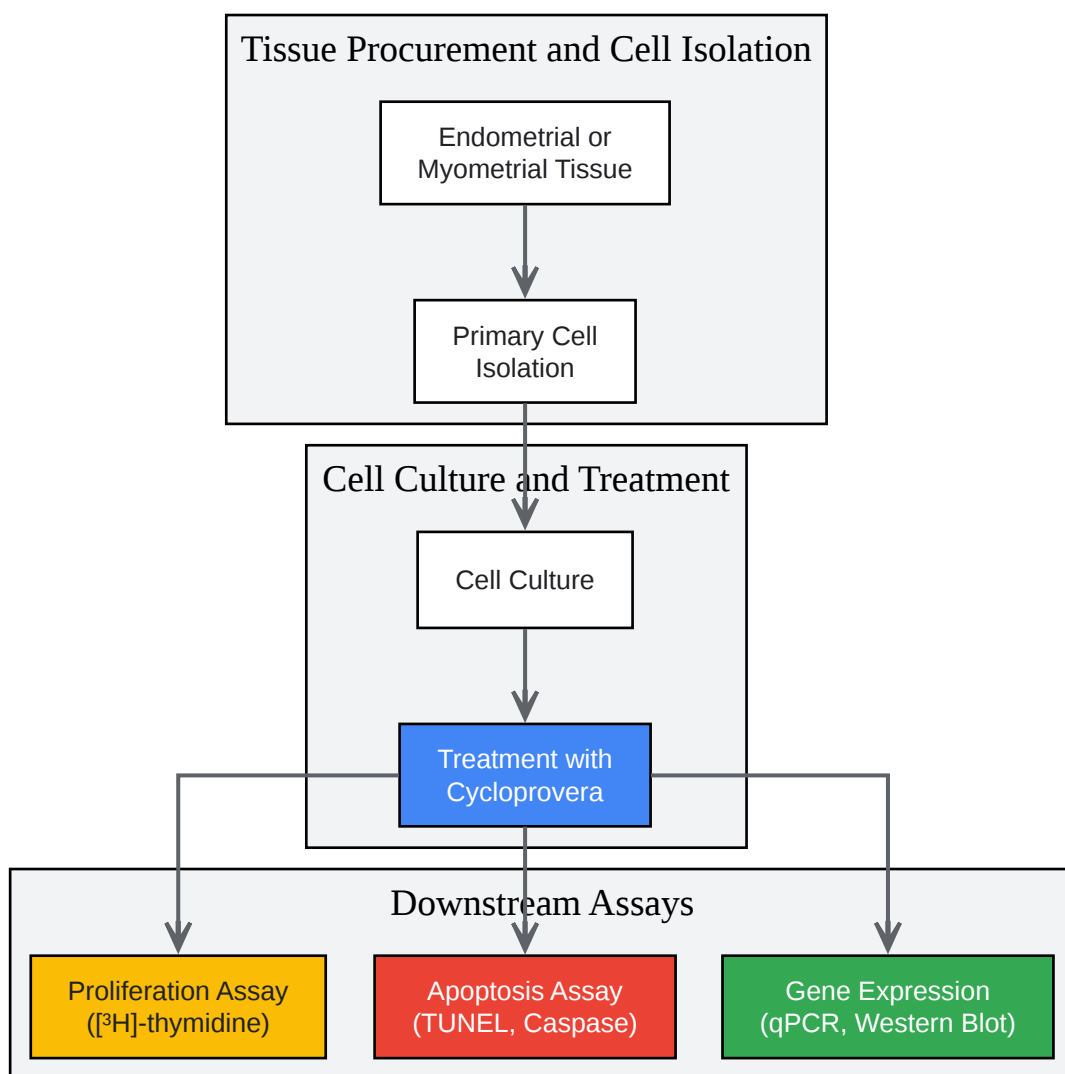 Tissue Procurement and Cell Isolation
Endometrial or
Myometrial Tissue
Primary Cell
Isolation
Cell Culture and Treatment
Cell Culture
Treatment with
Cycloprovera
Downstream Assays
Proliferation Assay
([³H]-thymidine)
Apoptosis Assay
(TUNEL, Caspase)
Gene Expression
(qPCR, Western Blot)